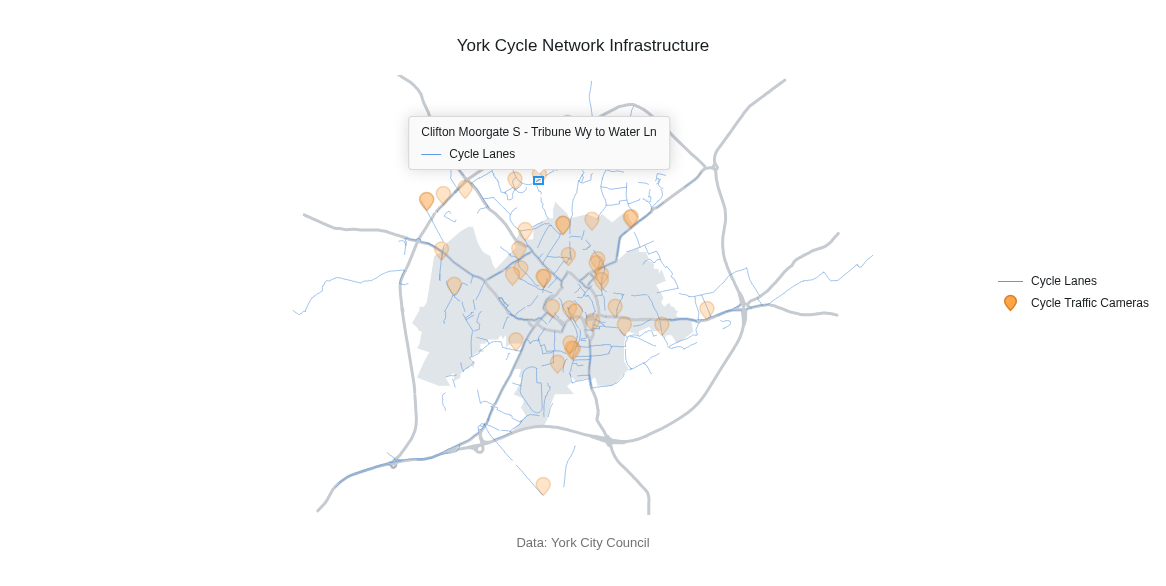 York Cycle Network Infrastructure
Clifton Moorgate S - Tribune Wy to Water Ln
Cycle Lanes
Cycle Lanes
Cycle Traffic Cameras
Data: York City Council